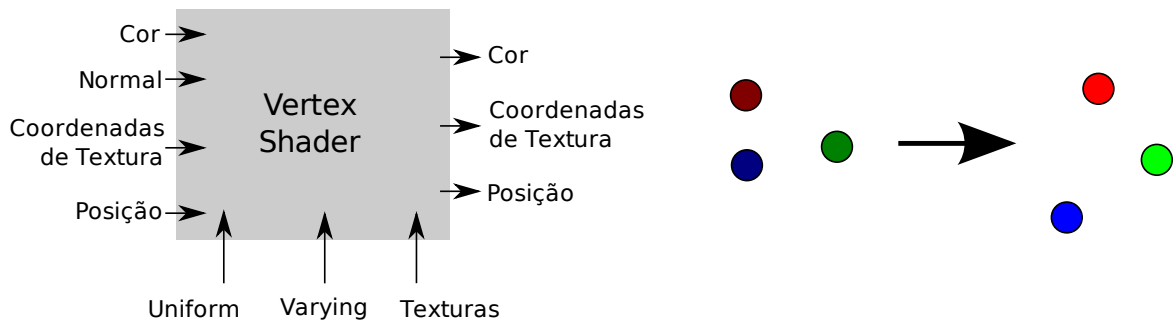 Cor
Normal
Coordenadas
de Textura
Posição
Vertex
Shader
Cor
Coordenadas
de Textura
Posição
Uniform
Varying
Texturas